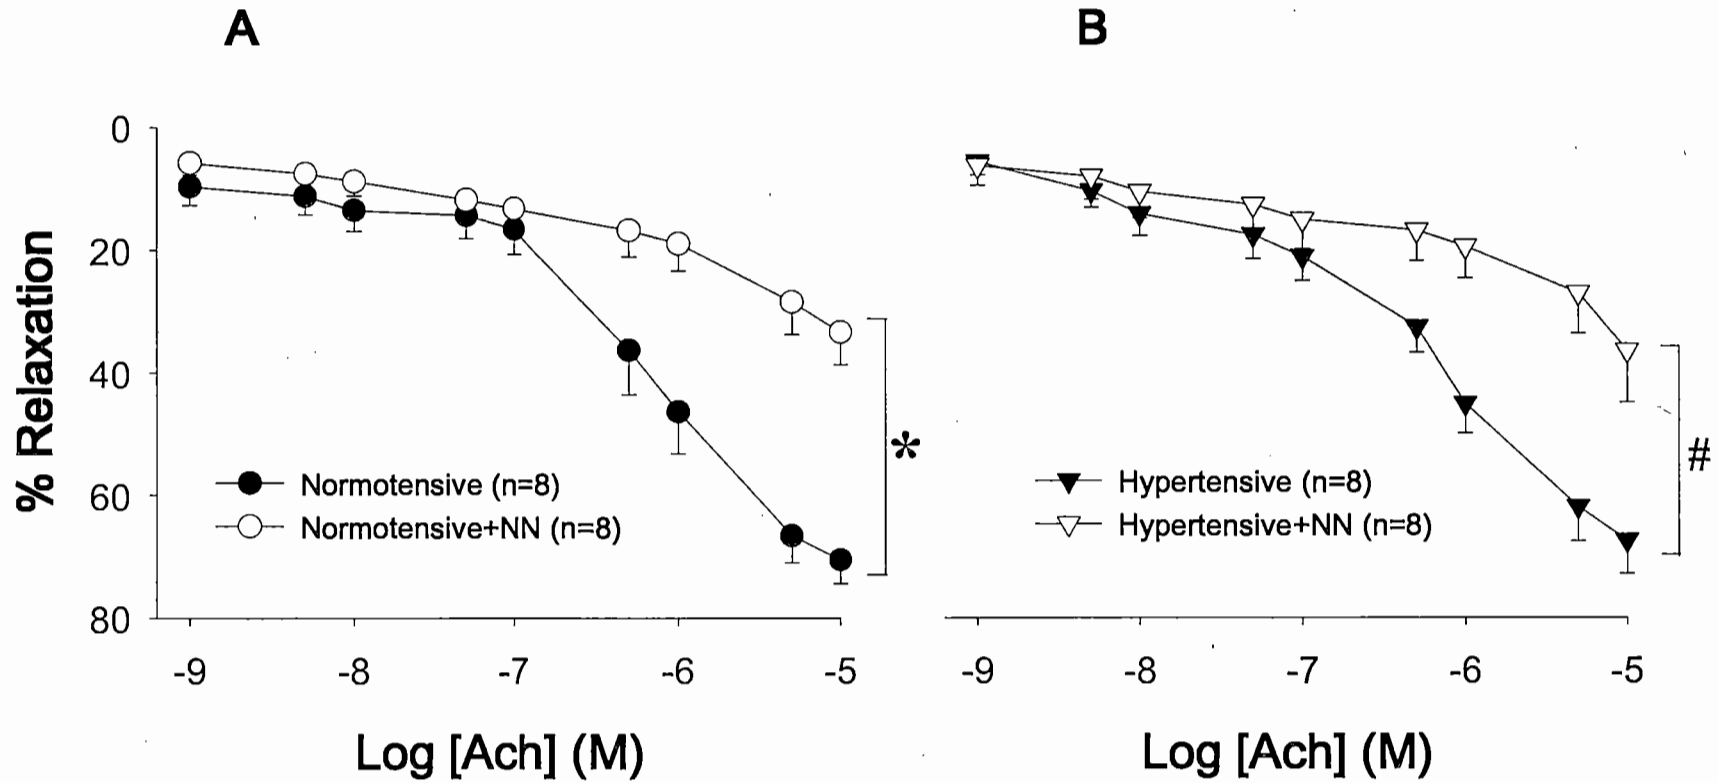 A
B
% Relaxation
0
20
40
60
80
Normotensive (n=8)
Normotensive+NN (n=8)
*
-9 -8 -7 -6 -5
Log [Ach] (M)
Hypertensive (n=8)
Hypertensive+NN (n=8)
#
-9 -8 -7 -6 -5
Log [Ach] (M)